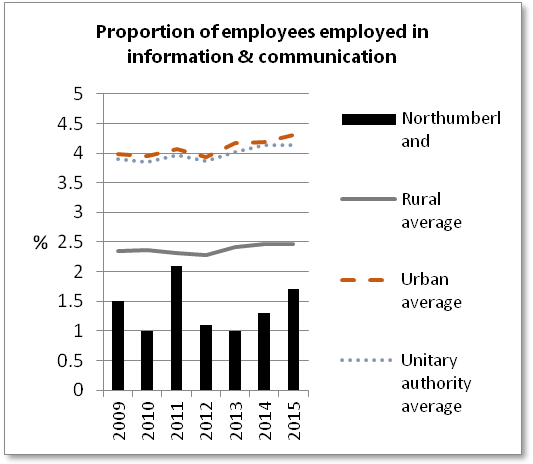 Proportion of employees employed in
information & communication
5
4.5
4
3.5
3
2.5
2
1.5
1
0.5
0
%
2009
2010
2011
2012
2013
2014
2015
Northumberl
and
Rural
average
Urban
average
Unitary
authority
average